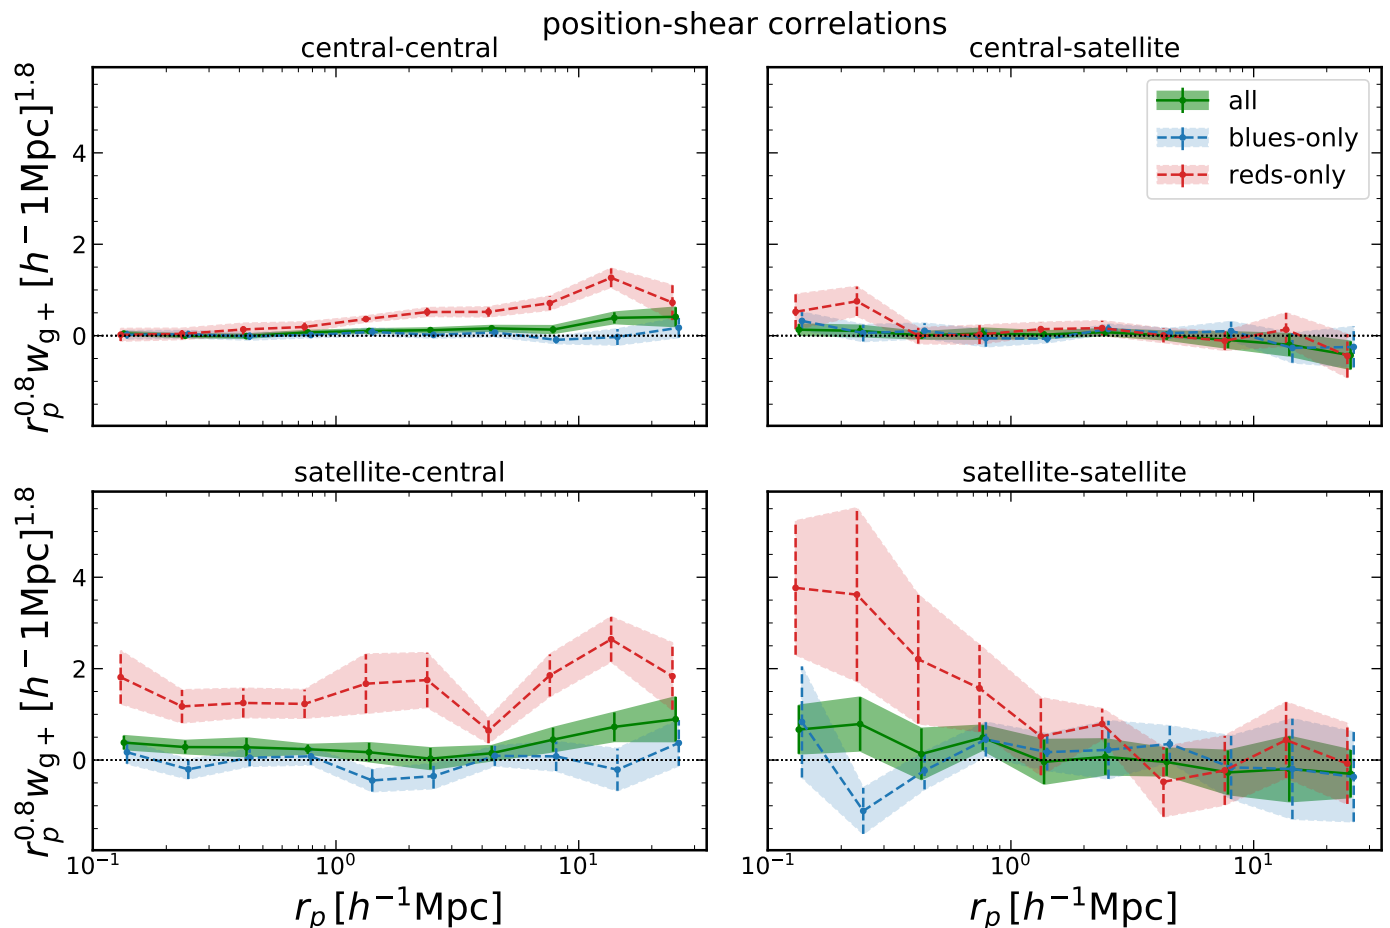 position-shear correlations
central-central
central-satellite
r_p^0.8 w_g+ [h − 1Mpc]^1.8
4
2
0
all
blues-only
reds-only
satellite-central
satellite-satellite
r_p^0.8 w_g+ [h − 1Mpc]^1.8
4
2
0
10^−1
10^0
10^1
10^−1
10^0
10^1
r_p [h^−1Mpc]
r_p [h^−1Mpc]